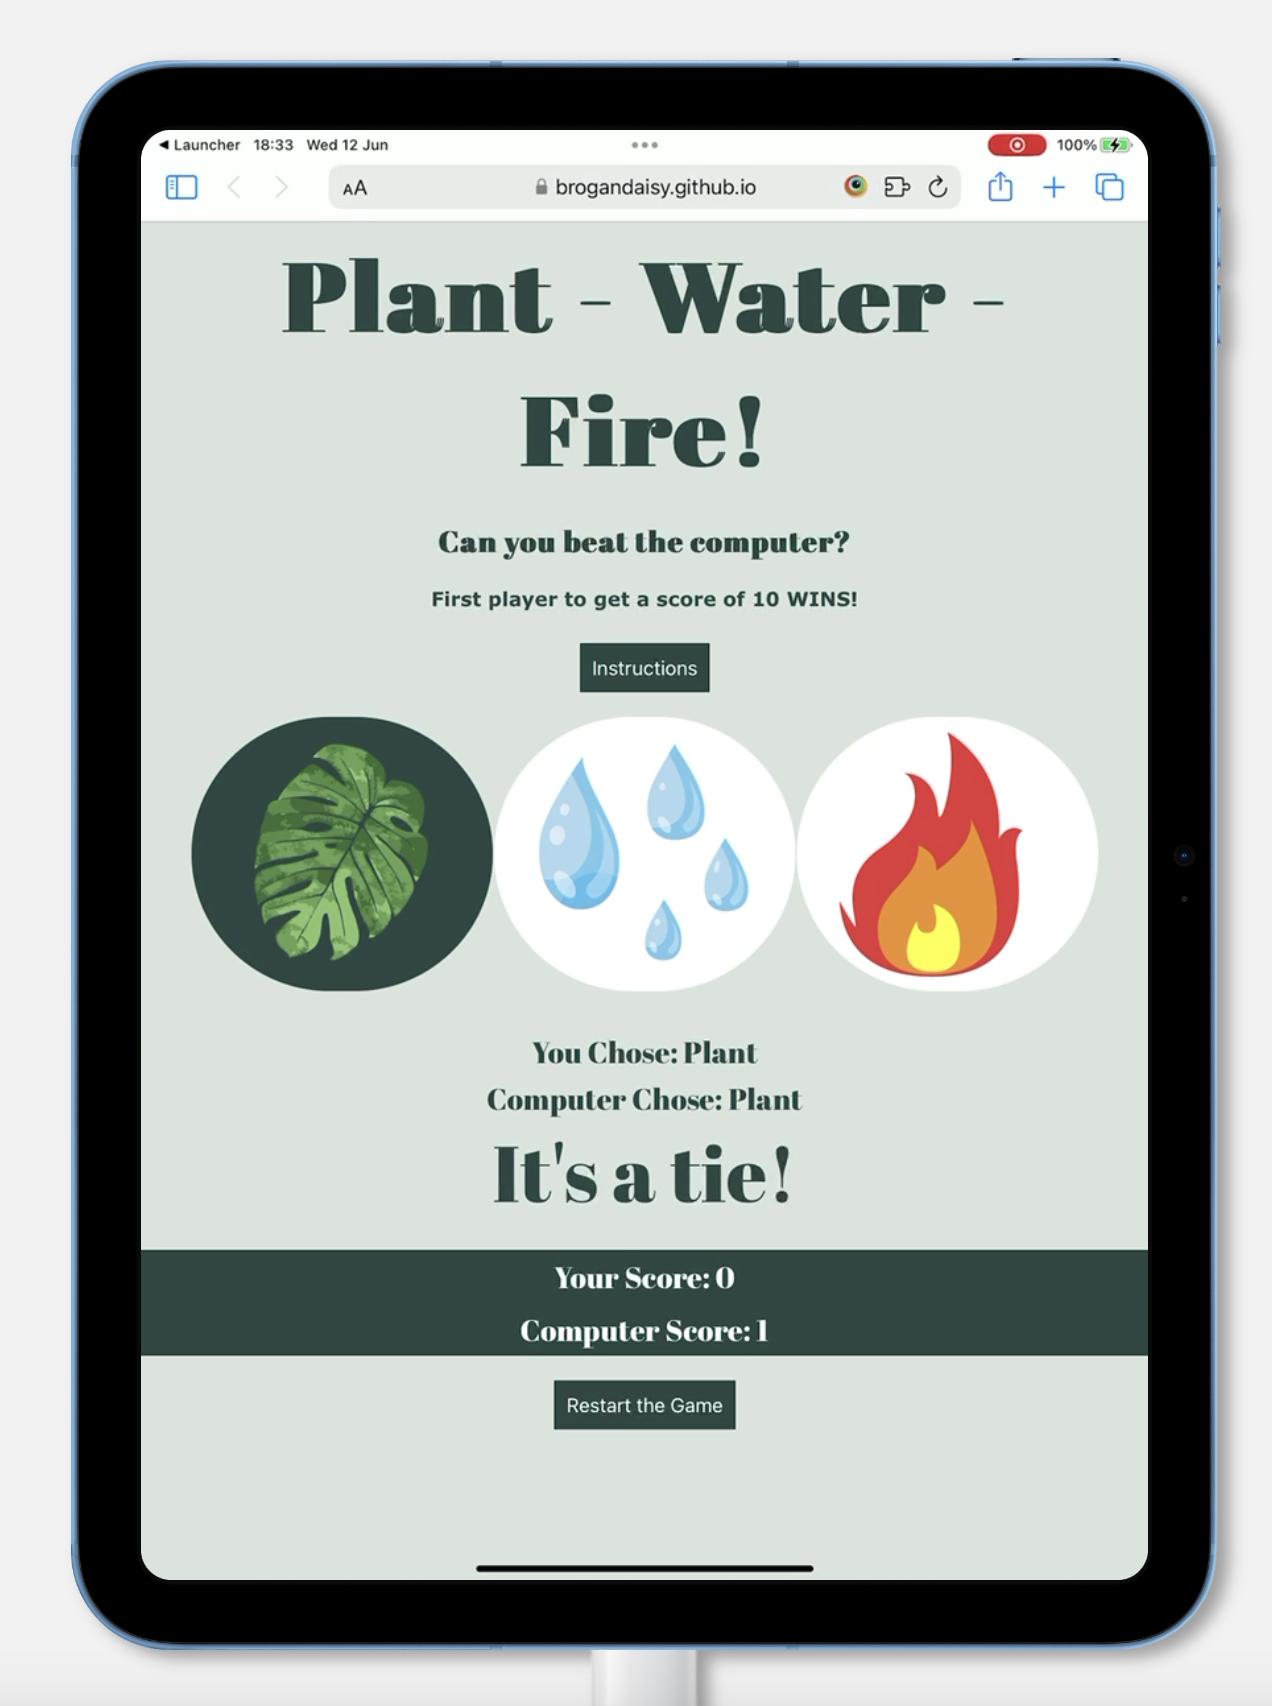 Launcher 18:33 Wed 12 Jun 100%
AA brogandaisy.github.io
Plant - Water -
Fire!
Can you beat the computer?
First player to get a score of 10 WINS!
Instructions
You Chose: Plant
Computer Chose: Plant
It's a tie!
Your Score: 0
Computer Score: 1
Restart the Game